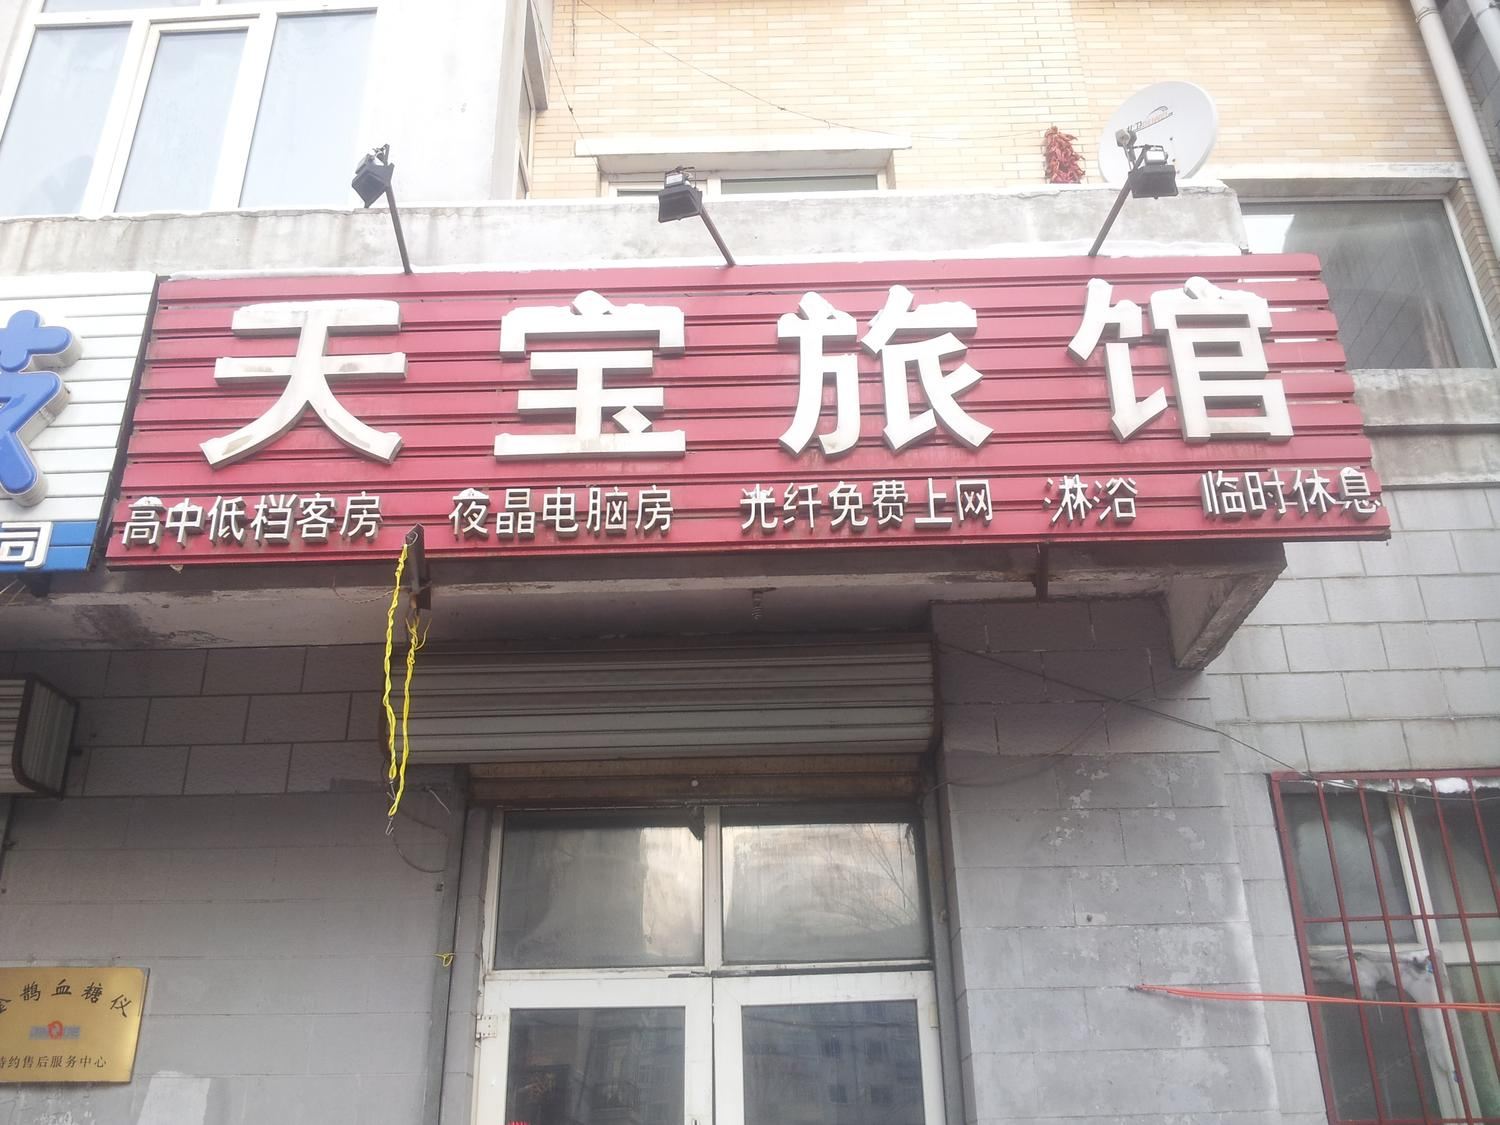 天宝旅馆
高中低档客房 夜晶电脑房 光纤免费上网 淋浴 临时休息
司
金鹊血糖仪
特约售后服务中心